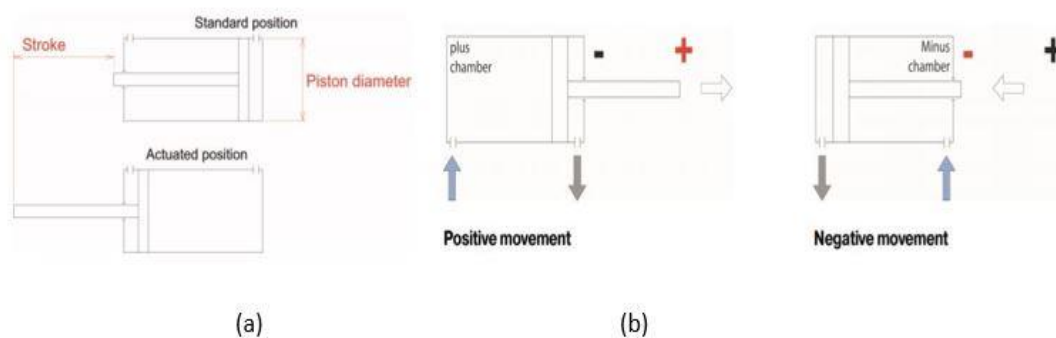 Standard position
Stroke
Piston diameter
Actuated position
(a)
plus
chamber
-
+
Positive movement
Minus
chamber
-
+
Negative movement
(b)